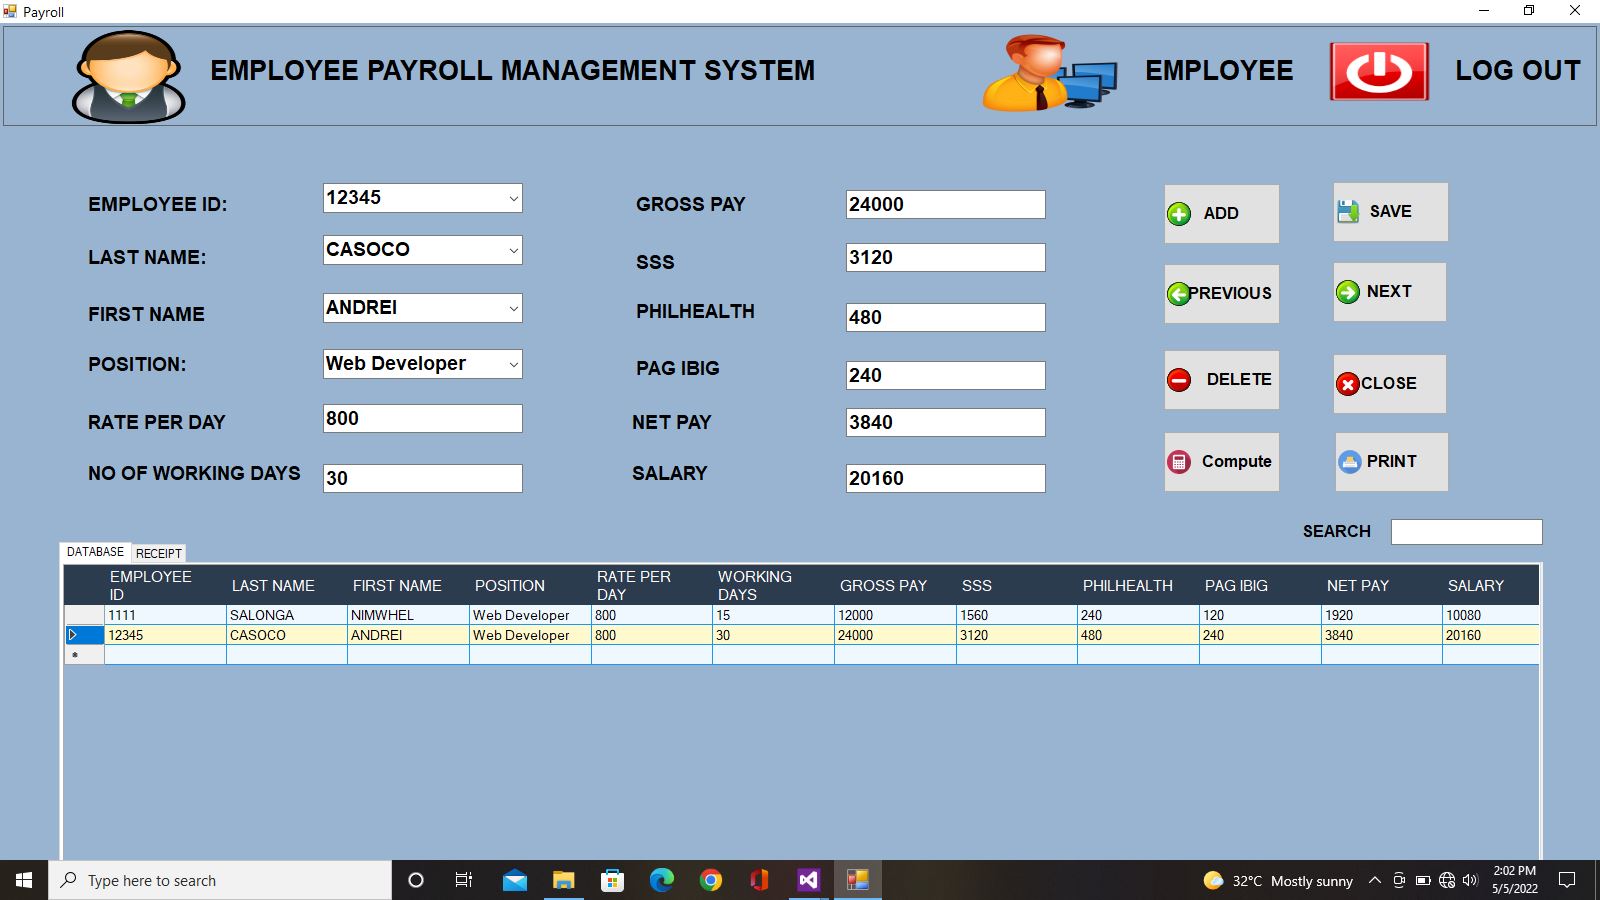 Payroll
EMPLOYEE PAYROLL MANAGEMENT SYSTEM
EMPLOYEE
LOG OUT
EMPLOYEE ID: 12345
LAST NAME: CASOCO
FIRST NAME ANDREI
POSITION: Web Developer
RATE PER DAY 800
NO OF WORKING DAYS 30
GROSS PAY 24000
SSS 3120
PHILHEALTH 480
PAG IBIG 240
NET PAY 3840
SALARY 20160
ADD SAVE
PREVIOUS NEXT
DELETE CLOSE
Compute PRINT
SEARCH
DATABASE RECEIPT
EMPLOYEE ID LAST NAME FIRST NAME POSITION RATE PER DAY WORKING DAYS GROSS PAY SSS PHILHEALTH PAG IBIG NET PAY SALARY
1111 SALONGA NIMWHEL Web Developer 800 15 12000 1560 240 120 1920 10080
12345 CASOCO ANDREI Web Developer 800 30 24000 3120 480 240 3840 20160
Type here to search
32°C Mostly sunny
2:02 PM
5/5/2022